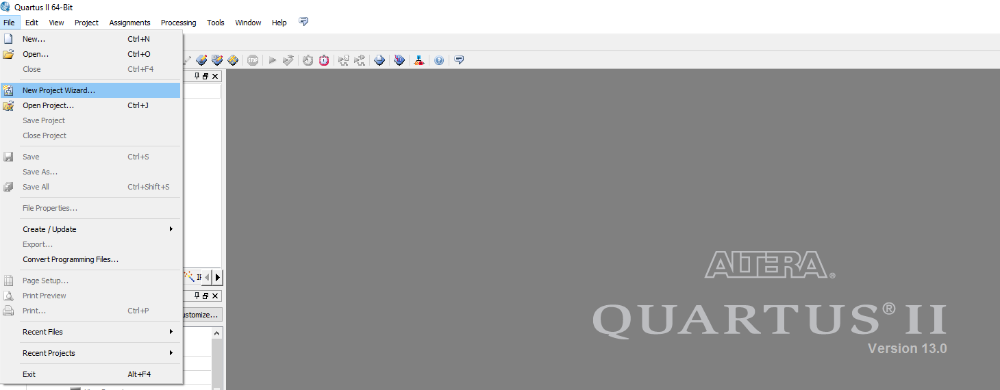 Quartus II 64-Bit
File Edit View Project Assignments Processing Tools Window Help
New... Ctrl+N
Open... Ctrl+O
Close Ctrl+F4
STOP
New Project Wizard...
Open Project... Ctrl+J
Save Project
Close Project
Save Ctrl+S
Save As...
Save All Ctrl+Shift+S
File Properties...
Create / Update
Export...
Convert Programming Files...
Page Setup...
Print Preview
Print... Ctrl+P
ustomize...
Recent Files
Recent Projects
Exit Alt+F4
ALTERA®
QUARTUS® II
Version 13.0